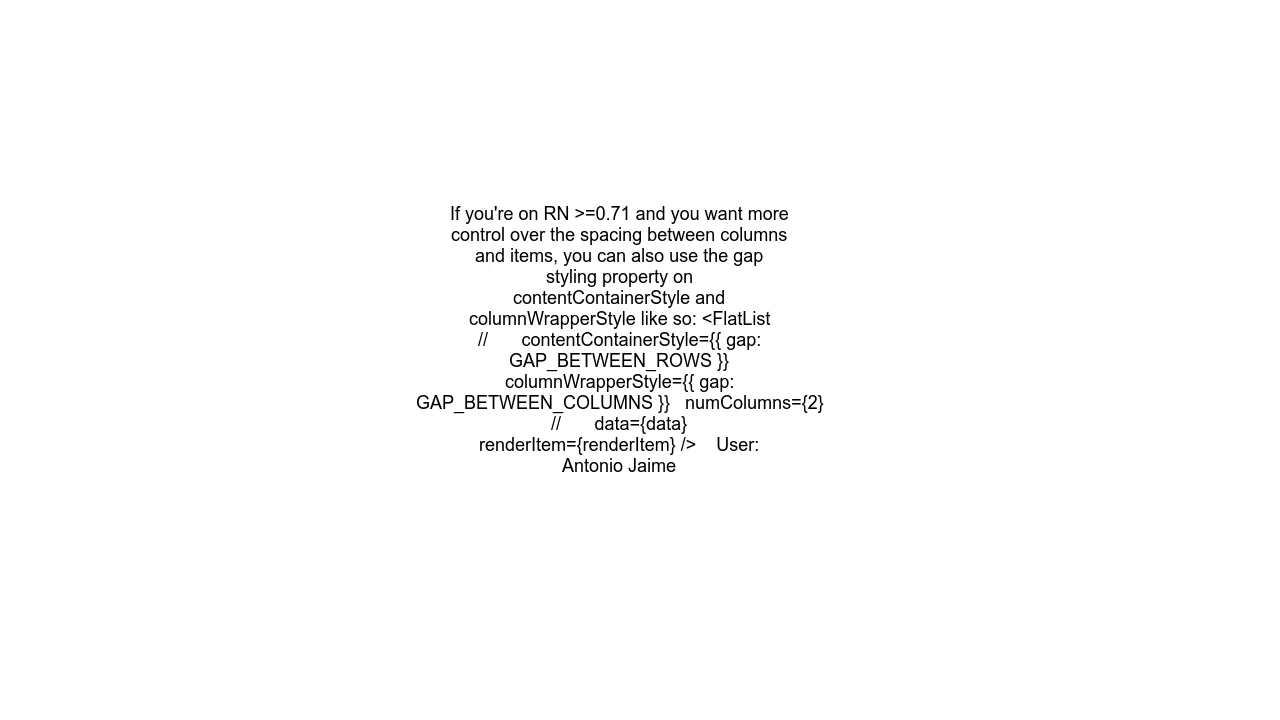 If you're on RN >=0.71 and you want more
control over the spacing between columns
and items, you can also use the gap
styling property on
contentContainerStyle and
columnWrapperStyle like so: <FlatList
//       contentContainerStyle={{ gap:
GAP_BETWEEN_ROWS }}
columnWrapperStyle={{ gap:
GAP_BETWEEN_COLUMNS }}   numColumns={2}
//       data={data}
renderItem={renderItem} />    User:
Antonio Jaime